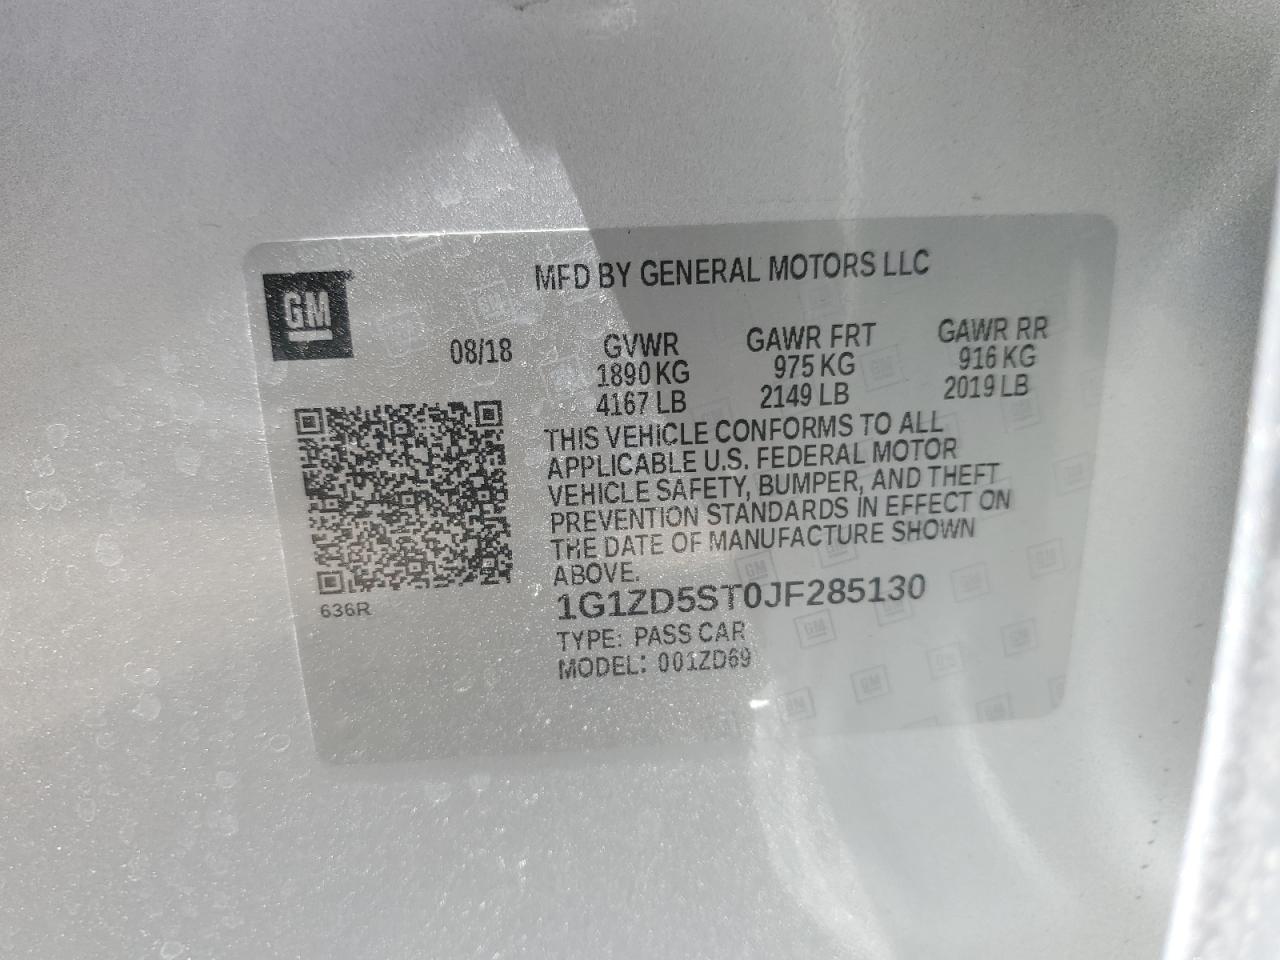 GM
MFD BY GENERAL MOTORS LLC
08/18
GVWR GAWR FRT GAWR RR
1890 KG 975 KG 916 KG
4167 LB 2149 LB 2019 LB
THIS VEHICLE CONFORMS TO ALL
APPLICABLE U.S. FEDERAL MOTOR
VEHICLE SAFETY, BUMPER, AND THEFT
PREVENTION STANDARDS IN EFFECT ON
THE DATE OF MANUFACTURE SHOWN
ABOVE.
1G1ZD5ST0JF285130
636R
TYPE: PASS CAR
MODEL: 001ZD69